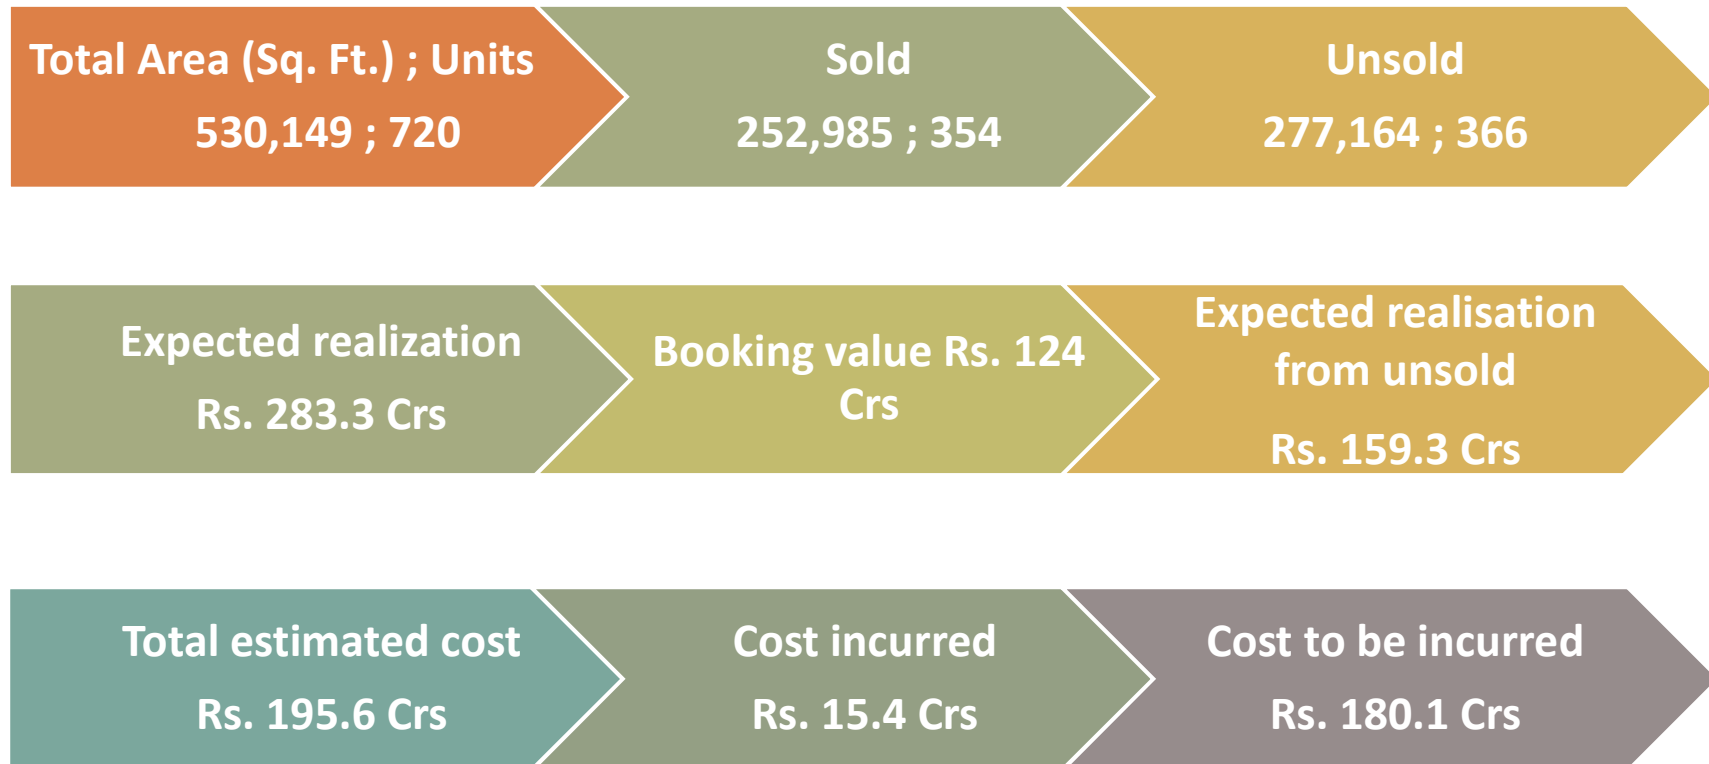 Total Area (Sq. Ft.) ; Units
530,149 ; 720
Sold
252,985 ; 354
Unsold
277,164 ; 366
Expected realization
Rs. 283.3 Crs
Booking value Rs. 124
Crs
Expected realisation
from unsold
Rs. 159.3 Crs
Total estimated cost
Rs. 195.6 Crs
Cost incurred
Rs. 15.4 Crs
Cost to be incurred
Rs. 180.1 Crs